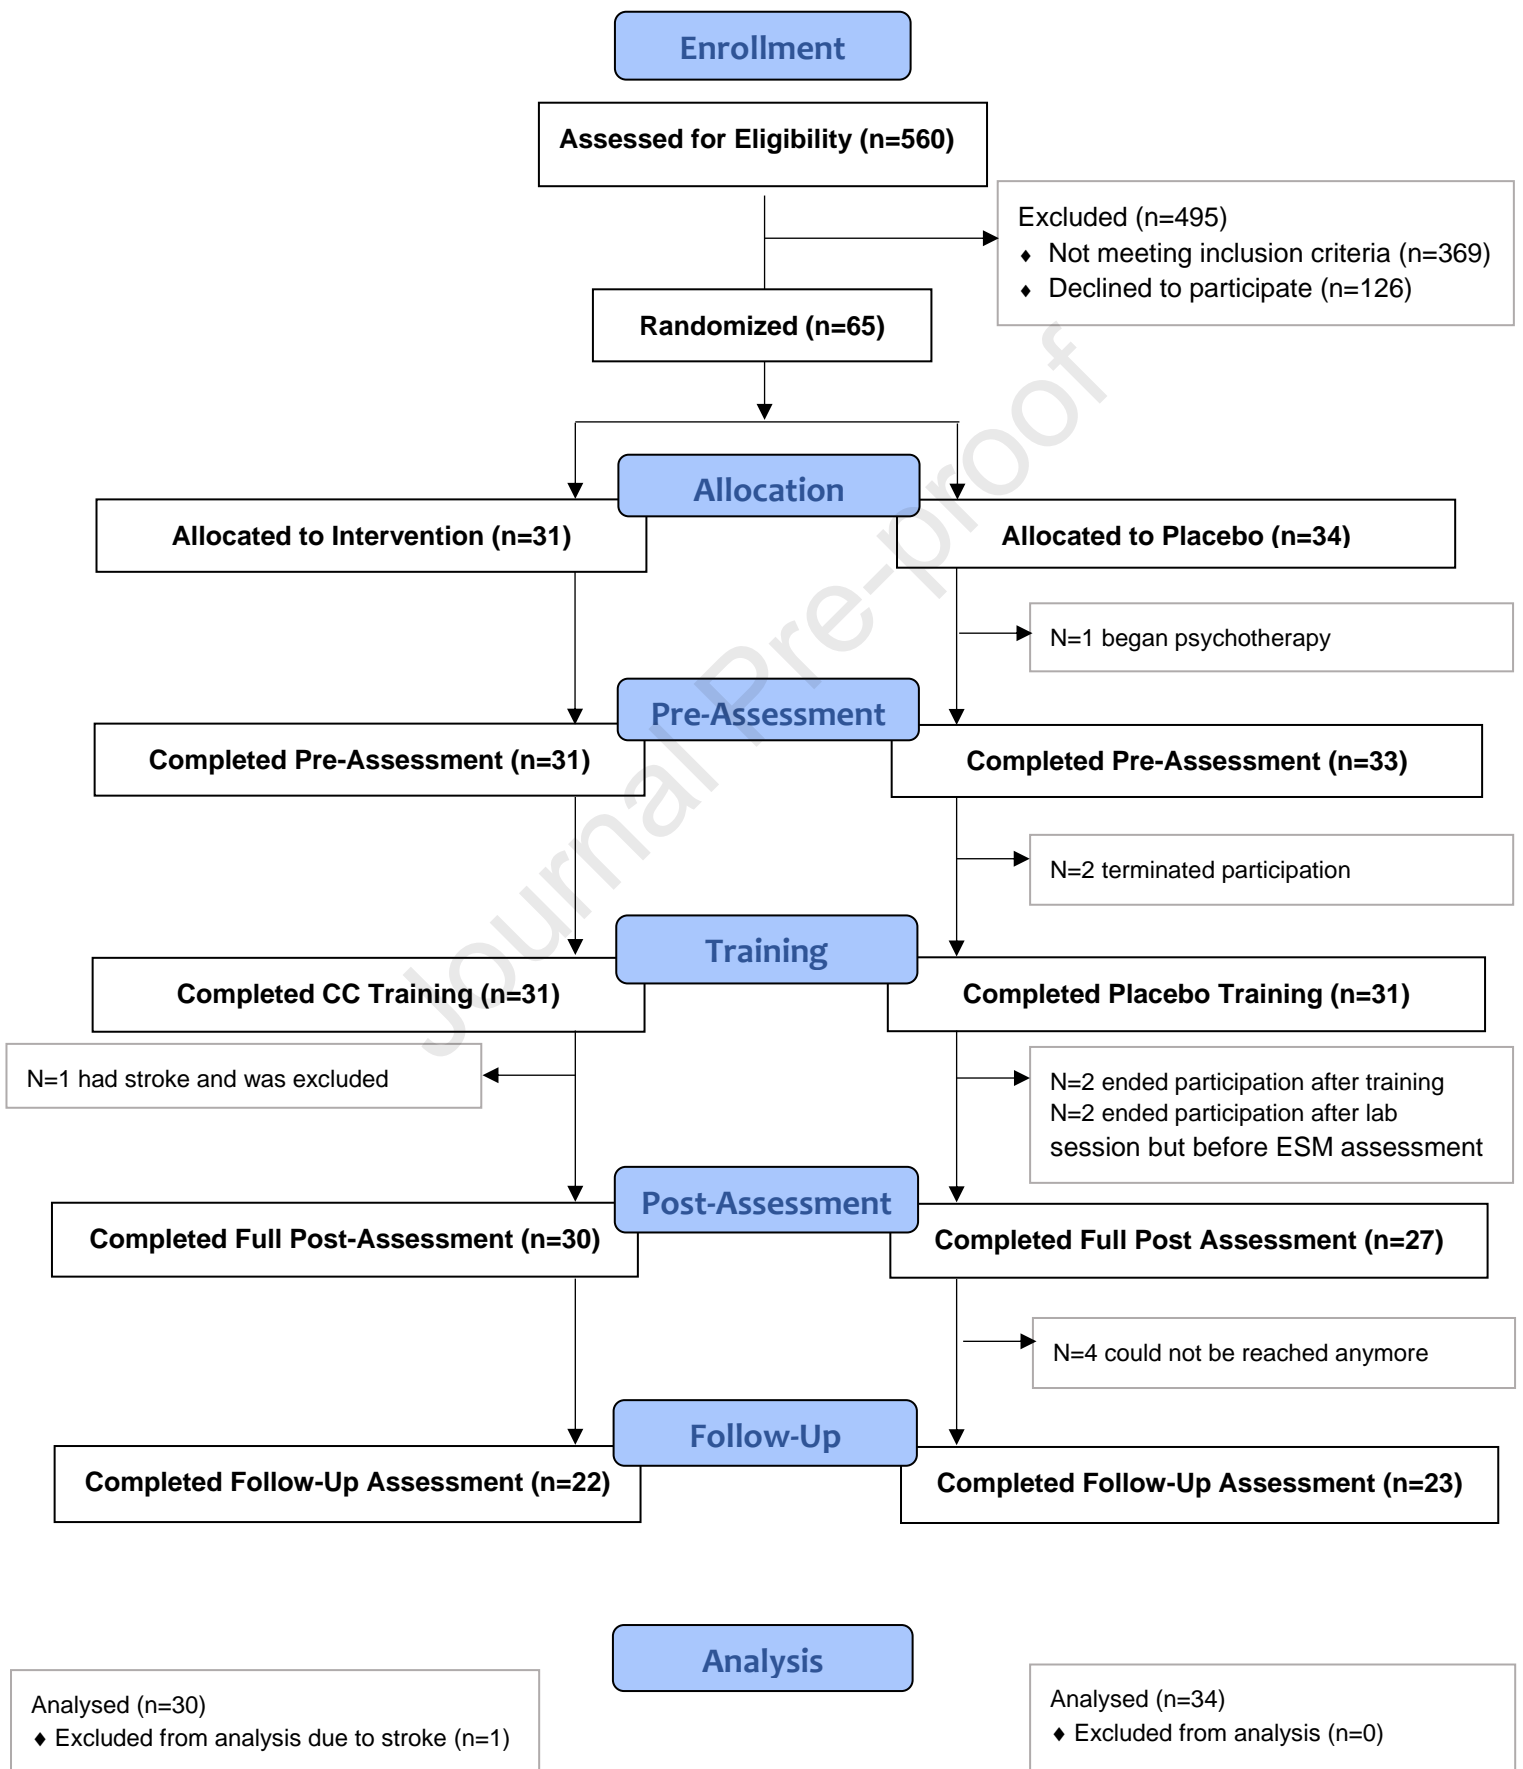 Enrollment
Assessed for Eligibility (n=560)
Excluded (n=495)
♦ Not meeting inclusion criteria (n=369)
♦ Declined to participate (n=126)
Randomized (n=65)
Allocation
Allocated to Intervention (n=31)
Allocated to Placebo (n=34)
N=1 began psychotherapy
Pre-Assessment
Completed Pre-Assessment (n=31)
Completed Pre-Assessment (n=33)
N=2 terminated participation
Training
Completed CC Training (n=31)
Completed Placebo Training (n=31)
N=1 had stroke and was excluded
N=2 ended participation after training
N=2 ended participation after lab
session but before ESM assessment
Post-Assessment
Completed Full Post-Assessment (n=30)
Completed Full Post Assessment (n=27)
N=4 could not be reached anymore
Follow-Up
Completed Follow-Up Assessment (n=22)
Completed Follow-Up Assessment (n=23)
Analysis
Analysed (n=30)
♦ Excluded from analysis due to stroke (n=1)
Analysed (n=34)
♦ Excluded from analysis (n=0)
Journal Pre-proof